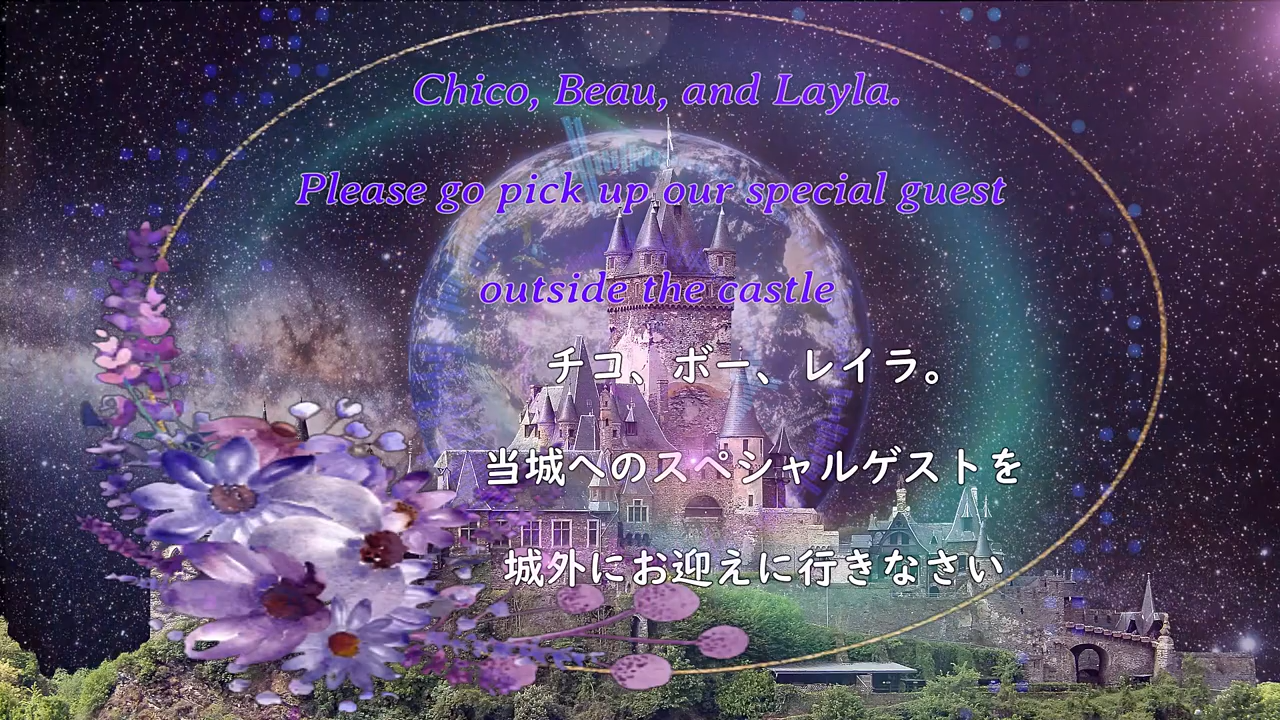 Chico, Beau, and Layla.
Please go pick up our special guest
outside the castle
チコ、ボー、レイラ。
当城へのスペシャルゲストを
城外にお迎えに行きなさい